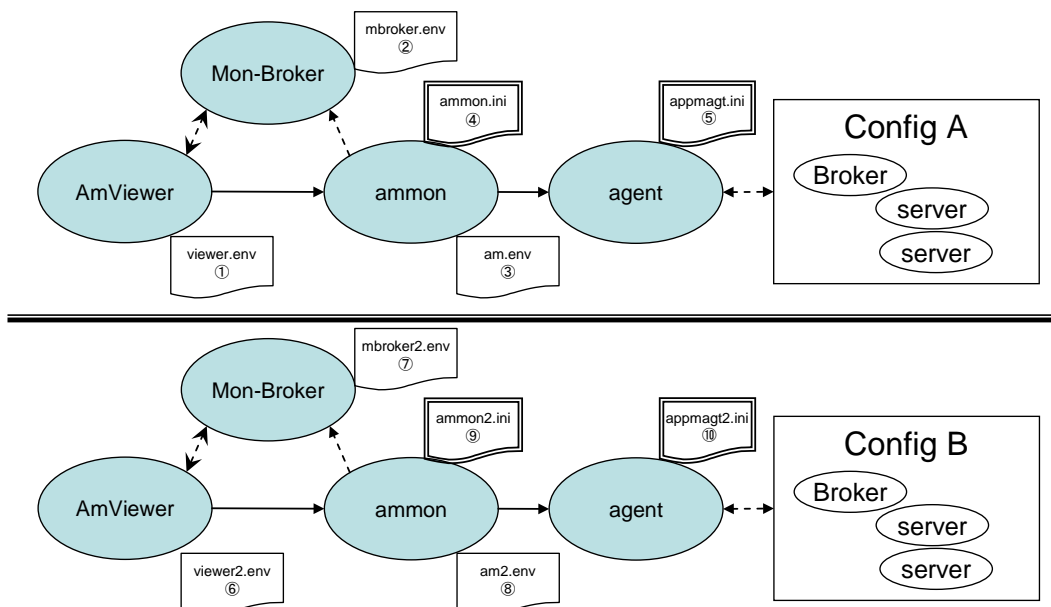 mbroker.env
②
Mon-Broker
ammon.ini
④
appmagt.ini
⑤
Config A
Broker
server
server
AmViewer
ammon
agent
viewer.env
①
am.env
③
mbroker2.env
⑦
Mon-Broker
ammon2.ini
⑨
appmagt2.ini
⑩
Config B
Broker
server
server
AmViewer
ammon
agent
viewer2.env
⑥
am2.env
⑧